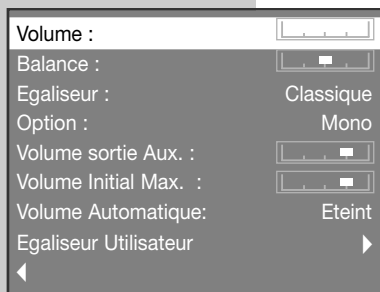 Volume :
Balance :
Egaliseur : Classique
Option : Mono
Volume sortie Aux. :
Volume Initial Max. :
Volume Automatique: Eteint
Egaliseur Utilisateur